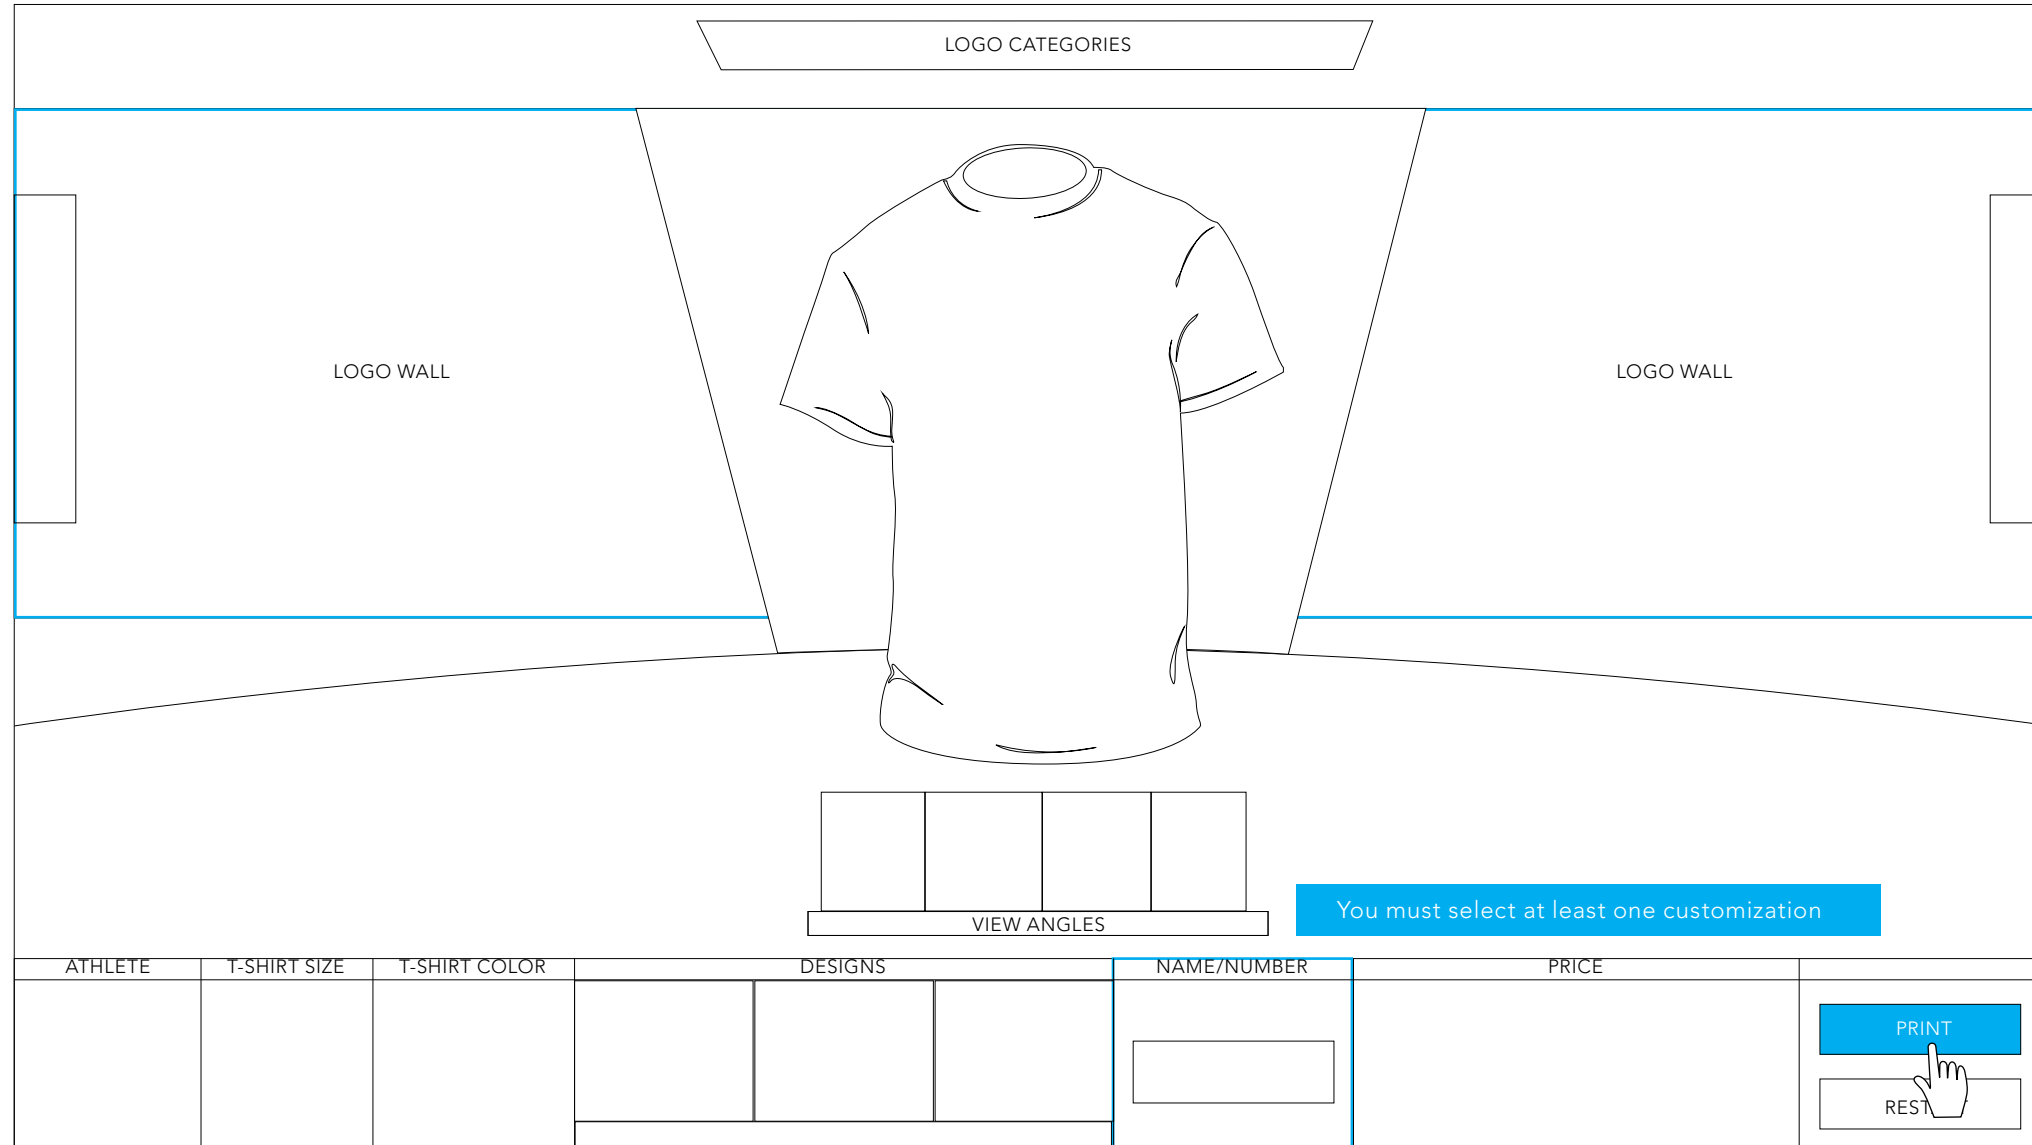 LOGO CATEGORIES
LOGO WALL
LOGO WALL
VIEW ANGLES
You must select at least one customization
ATHLETE
T-SHIRT SIZE
T-SHIRT COLOR
DESIGNS
NAME/NUMBER
PRICE
PRINT